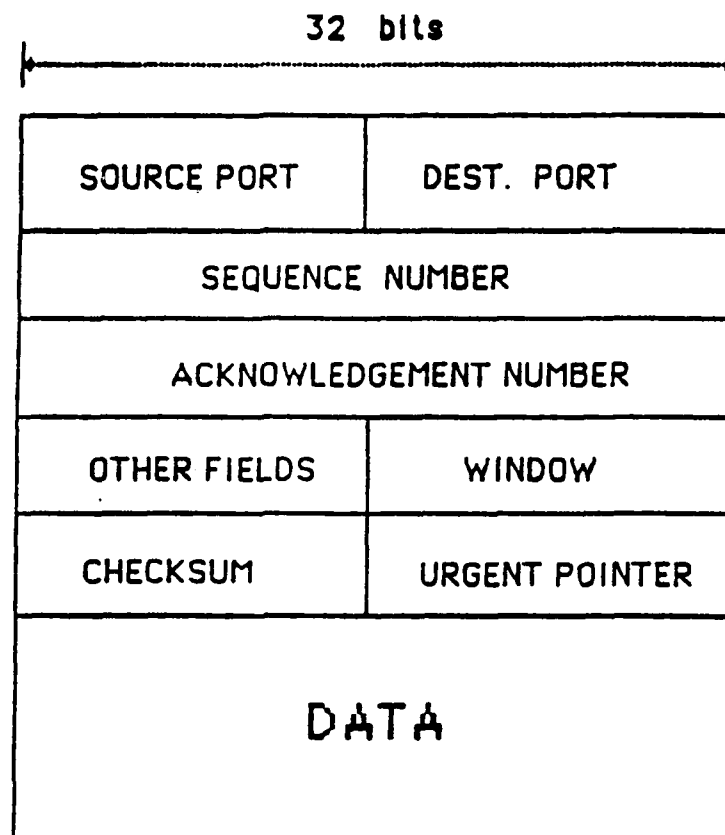 32 bits
SOURCE PORT DEST. PORT
SEQUENCE NUMBER
ACKNOWLEDGEMENT NUMBER
OTHER FIELDS WINDOW
CHECKSUM URGENT POINTER
DATA